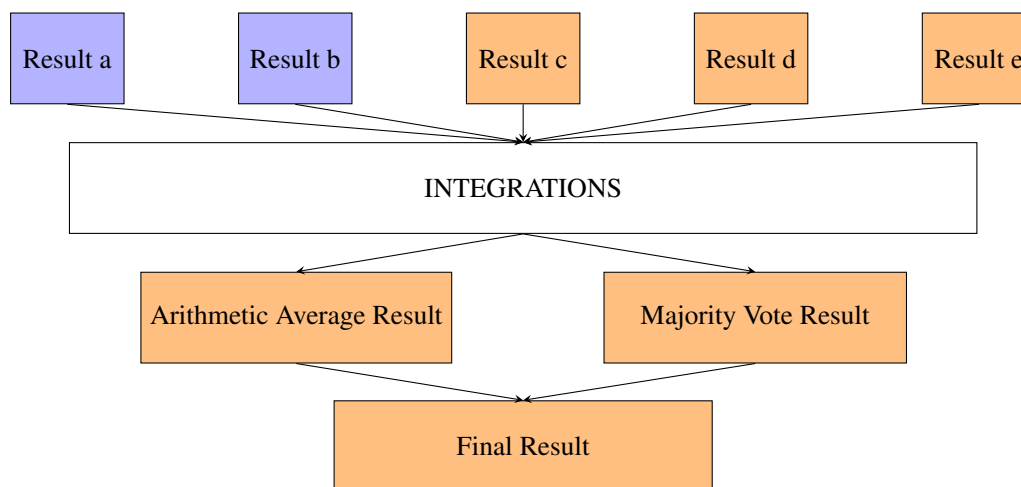 Result a
Result b
Result c
Result d
Result e
INTEGRATIONS
Arithmetic Average Result
Majority Vote Result
Final Result